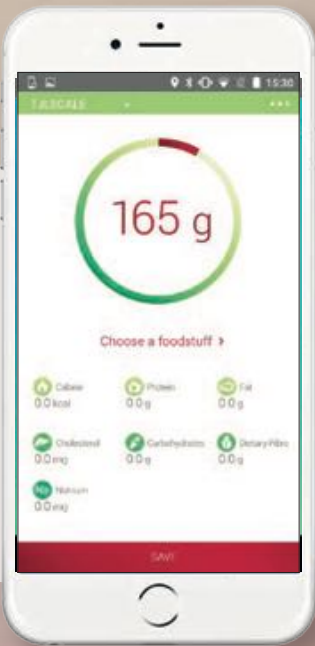 15:30
165 g
Choose a foodstuff >
Calorie Protein Fat
0.0 kcal 0.0 g 0.0 g
Cholesterol Carbohydrates Dietary Fibre
0.0 mg 0.0 g 0.0 g
Na Natrium
0.0 mg
SAVE